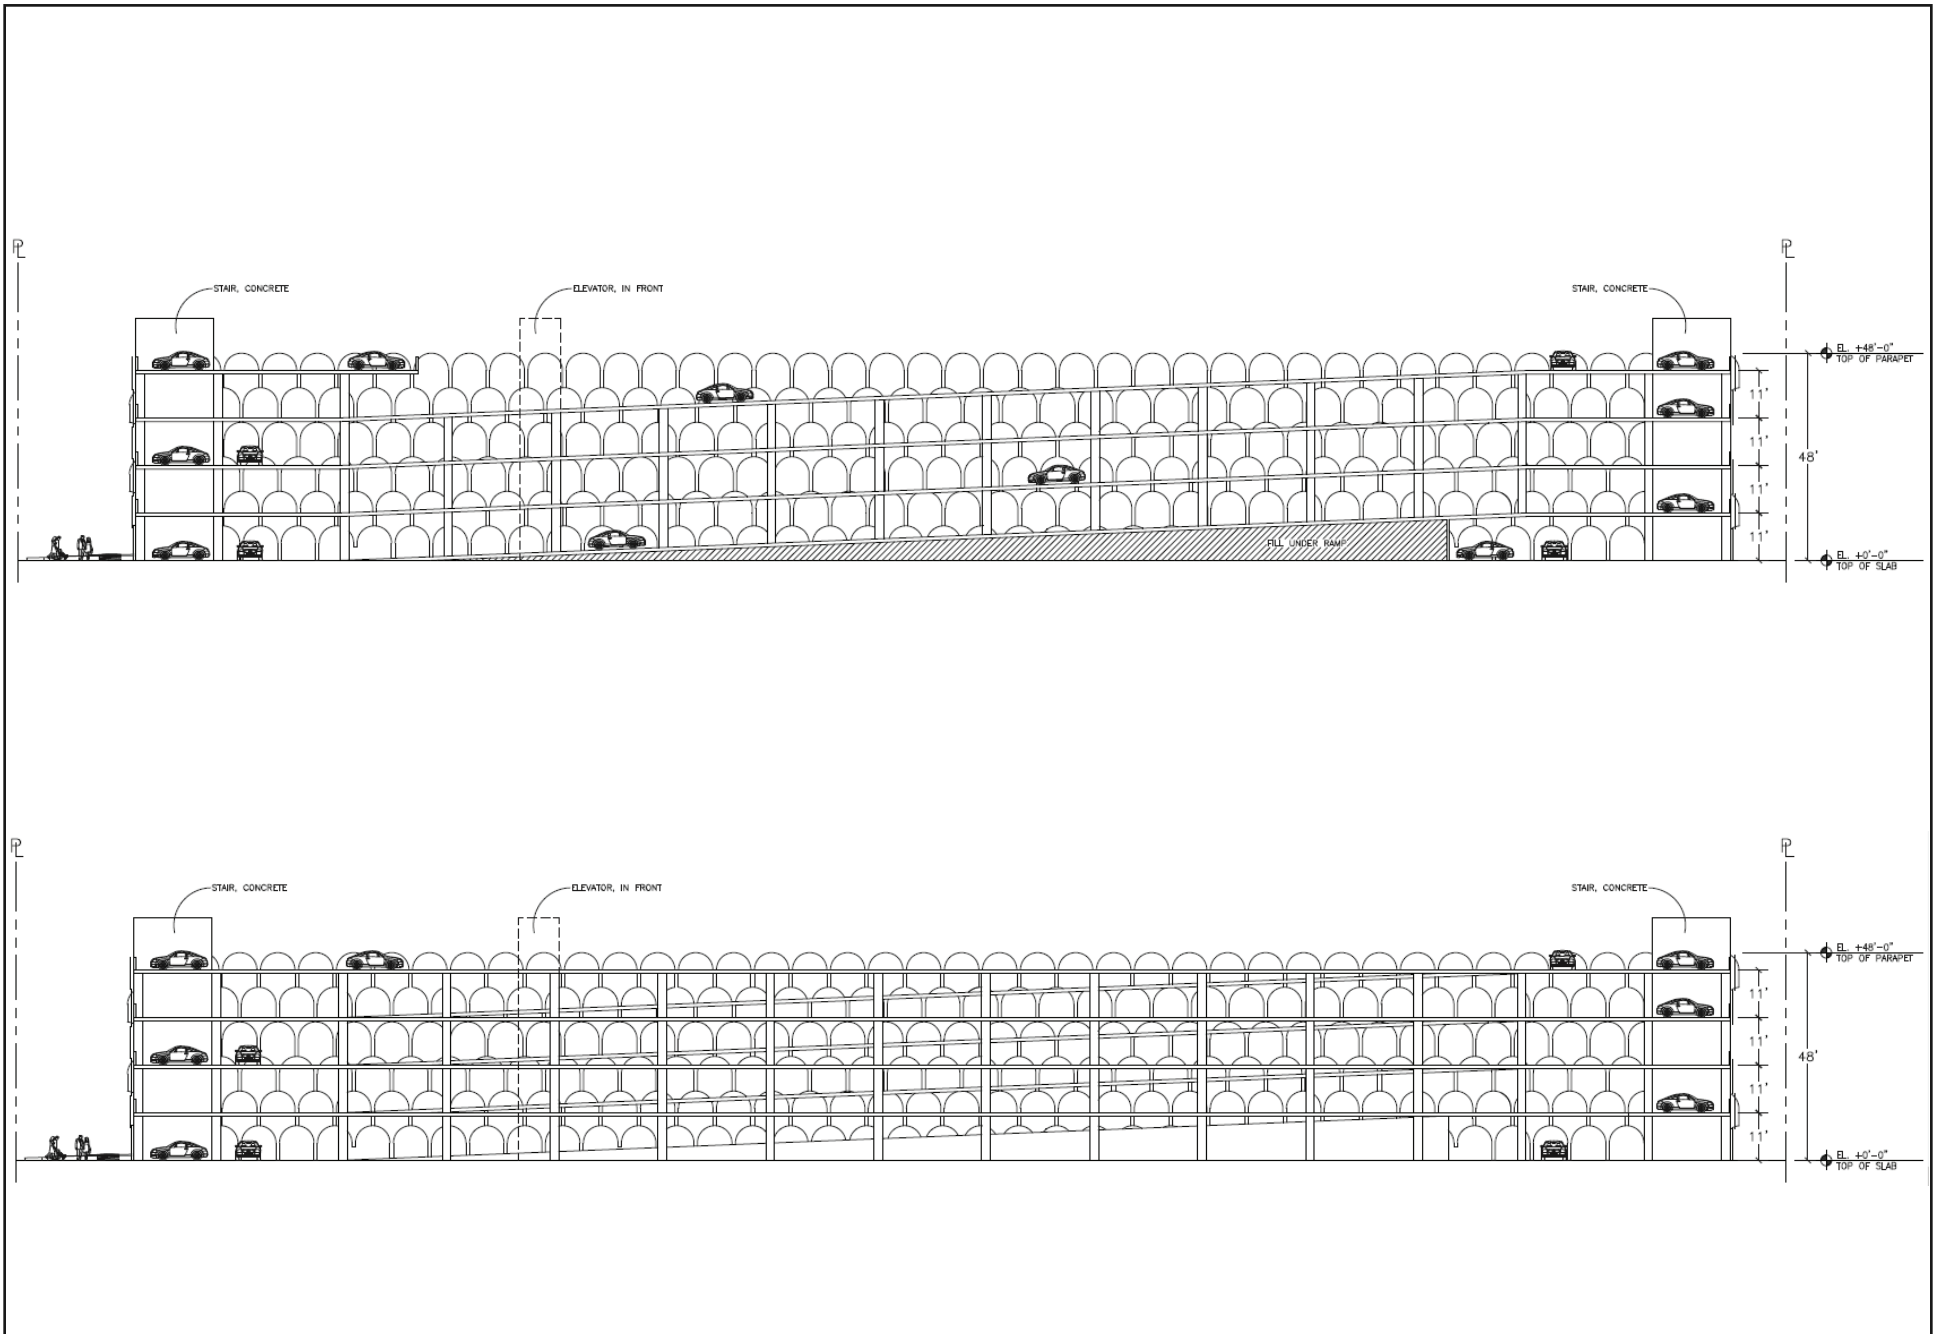 PL
PL
STAIR, CONCRETE
ELEVATOR, IN FRONT
STAIR, CONCRETE
EL. +48'-0"
TOP OF PARAPET
11'
11'
48'
11'
11'
FILL UNDER RAMP
EL. +0'-0"
TOP OF SLAB
PL
PL
STAIR, CONCRETE
ELEVATOR, IN FRONT
STAIR, CONCRETE
EL. +48'-0"
TOP OF PARAPET
11'
11'
48'
11'
11'
EL. +0'-0"
TOP OF SLAB